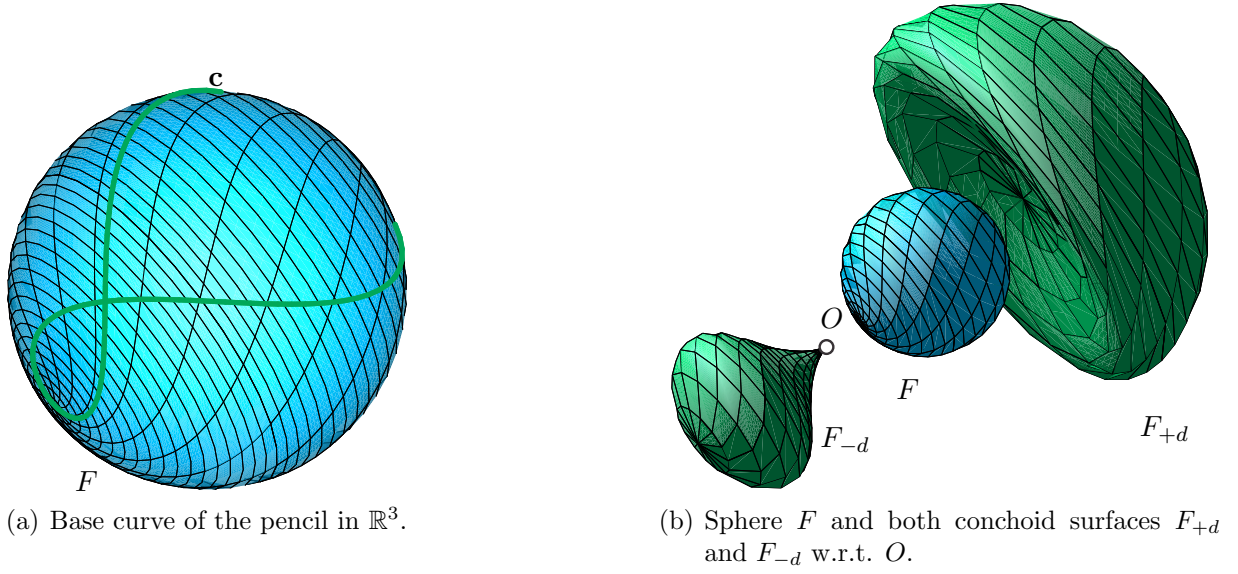 c
F
(a) Base curve of the pencil in ℝ³.
O
F
F₋d
F₊d
(b) Sphere F and both conchoid surfaces F₊d
and F₋d w.r.t. O.